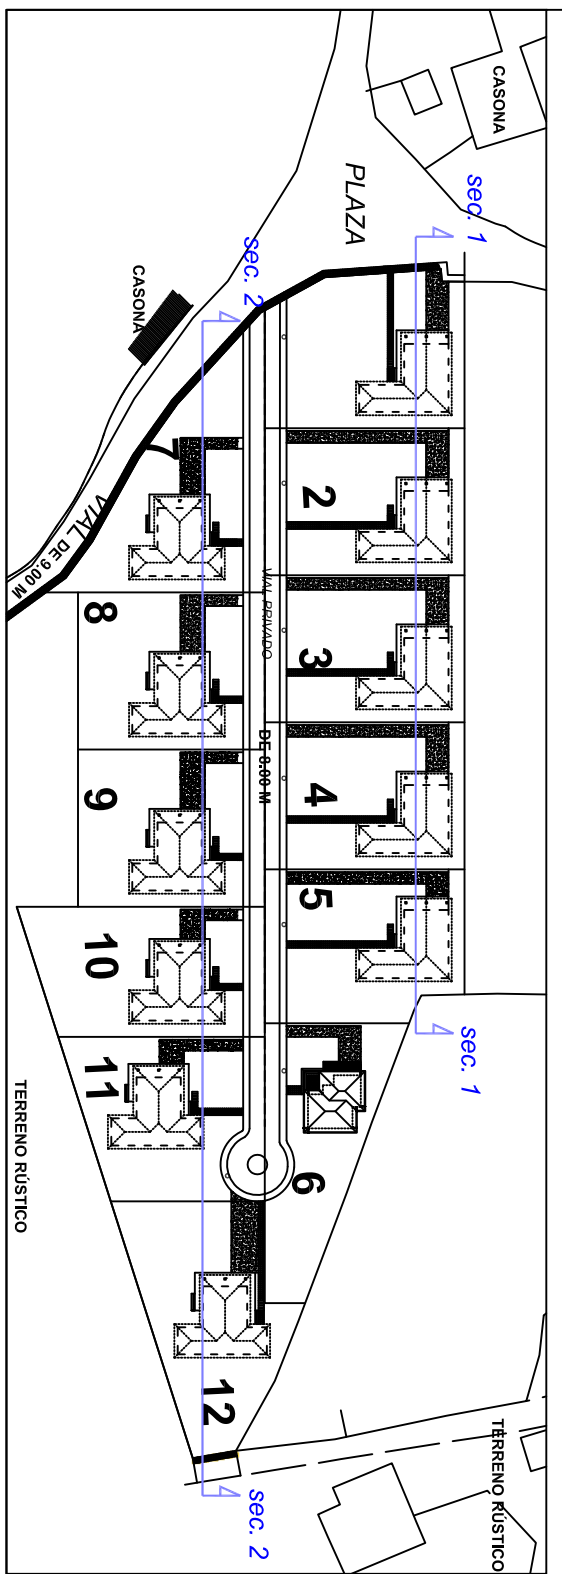 CASONA
sec. 1
PLAZA
sec. 2
CASONA
7
VIAL DE 9.00 M
2
8
VIAL PRIVADO
3
DE 8.00 M
4
9
5
10
sec. 1
11
TERRENO RÚSTICO
6
12
TERRENO RÚSTICO
sec. 2